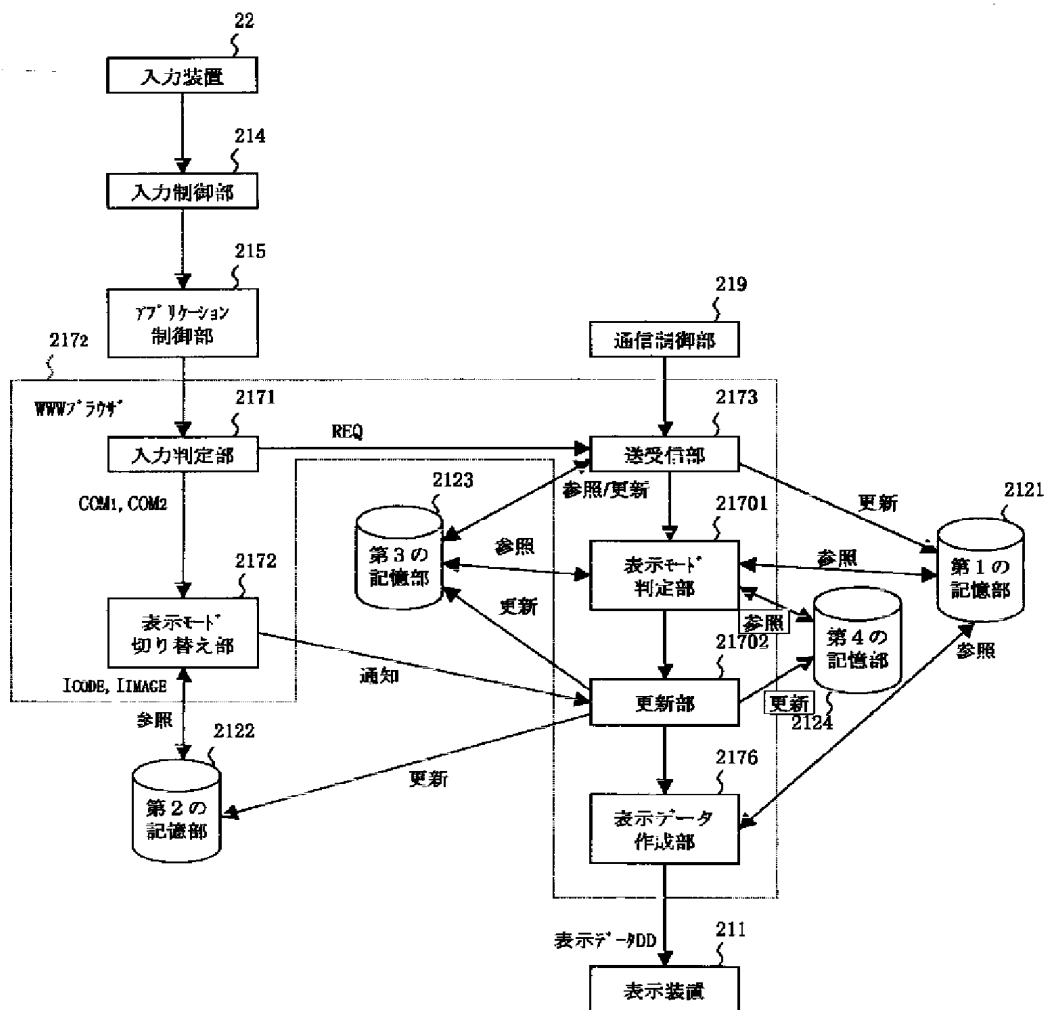 22
入力装置
214
入力制御部
215
アプリケーション
制御部
219
通信制御部
2172
WWWブラウザ
2171
入力判定部
REQ
2173
送受信部
COM1, COM2
参照/更新
更新
2123
第3の
記憶部
21701
表示モード
判定部
参照
参照
2121
第1の
記憶部
2172
表示モード
切り替え部
更新
参照
第4の
記憶部
参照
21702
更新部
通知
ICODE, IIMAGE
更新
2124
参照
2122
第2の
記憶部
更新
2176
表示データ
作成部
表示データDD
211
表示装置